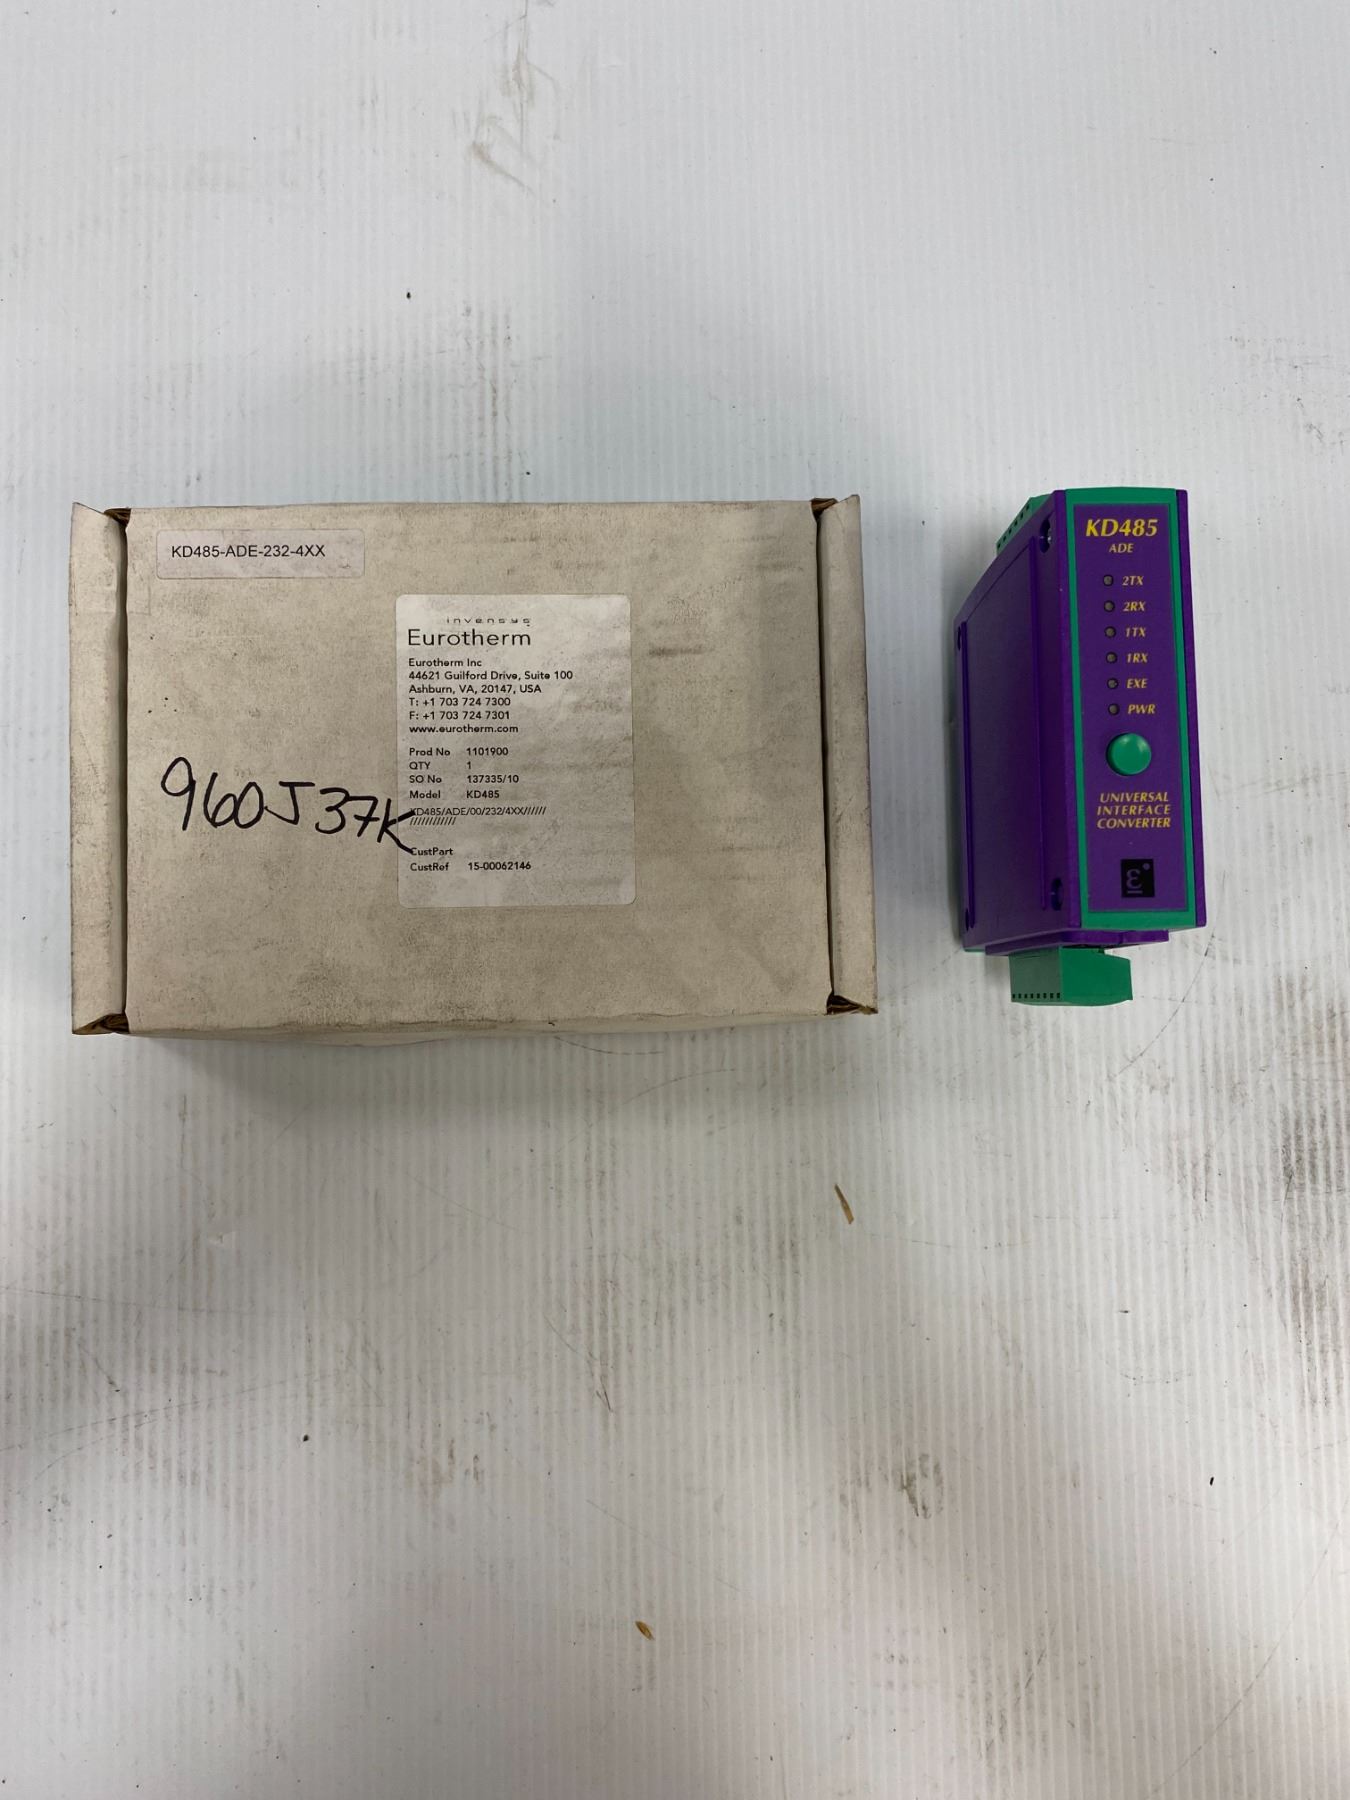 KD485-ADE-232-4XX
invensys
Eurotherm
Eurotherm Inc
44621 Guilford Drive, Suite 100
Ashburn, VA, 20147, USA
T: +1 703 724 7300
F: +1 703 724 7301
www.eurotherm.com
Prod No 1101900
QTY 1
SO No 137335/10
Model KD485
KD485/ADE/00/232/4XX//////
////////////
CustPart
CustRef 15-00062146
960J37K
KD485
ADE
2TX
2RX
1TX
1RX
EXE
PWR
UNIVERSAL
INTERFACE
CONVERTER
ε